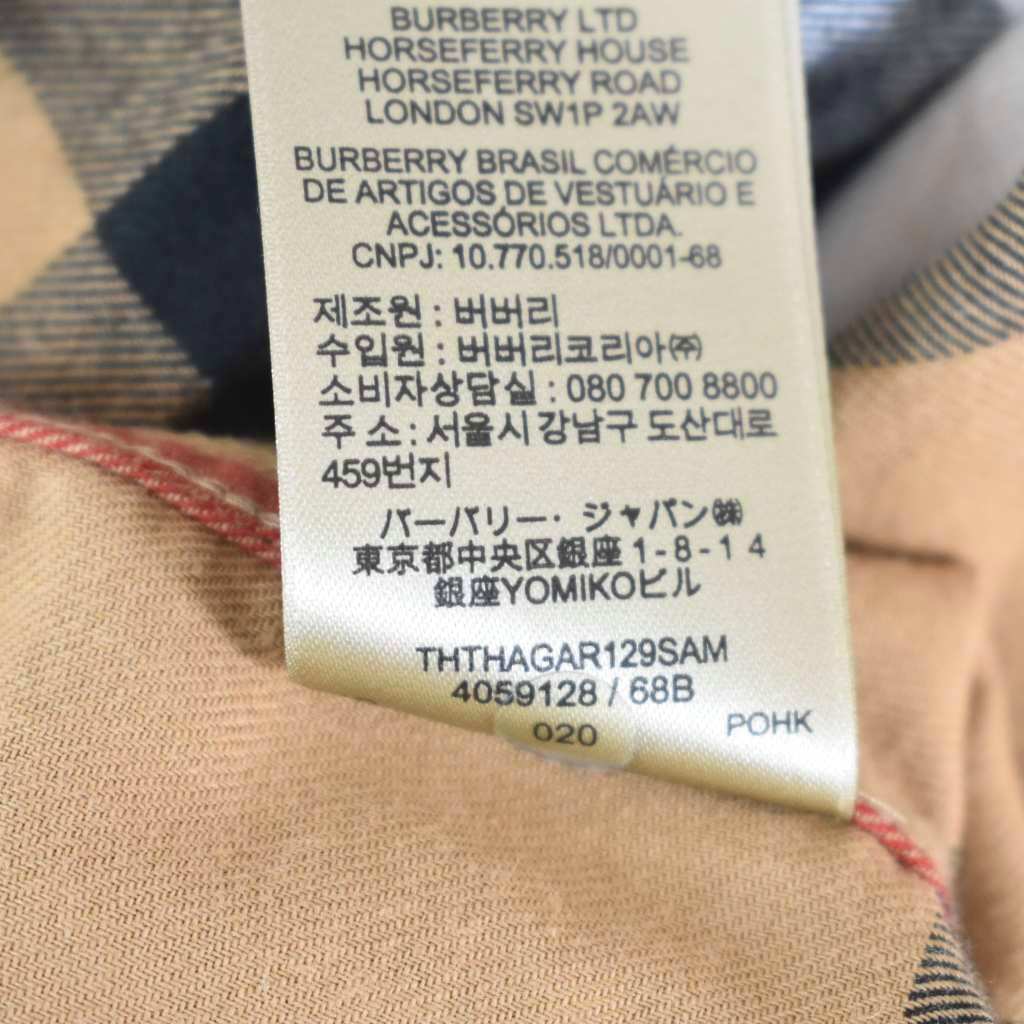 BURBERRY LTD
HORSEFERRY HOUSE
HORSEFERRY ROAD
LONDON SW1P 2AW
BURBERRY BRASIL COMÉRCIO
DE ARTIGOS DE VESTUÁRIO E
ACESSÓRIOS LTDA.
CNPJ: 10.770.518/0001-68
제조원 : 버버리
수입원 : 버버리코리아㈜
소비자상담실 : 080 700 8800
주 소 : 서울시 강남구 도산대로
459번지
バーバリー・ジャパン㈱
東京都中央区銀座 1-8-14
銀座YOMIKOビル
THTHAGAR129SAM
4059128 / 68B
020
POHK